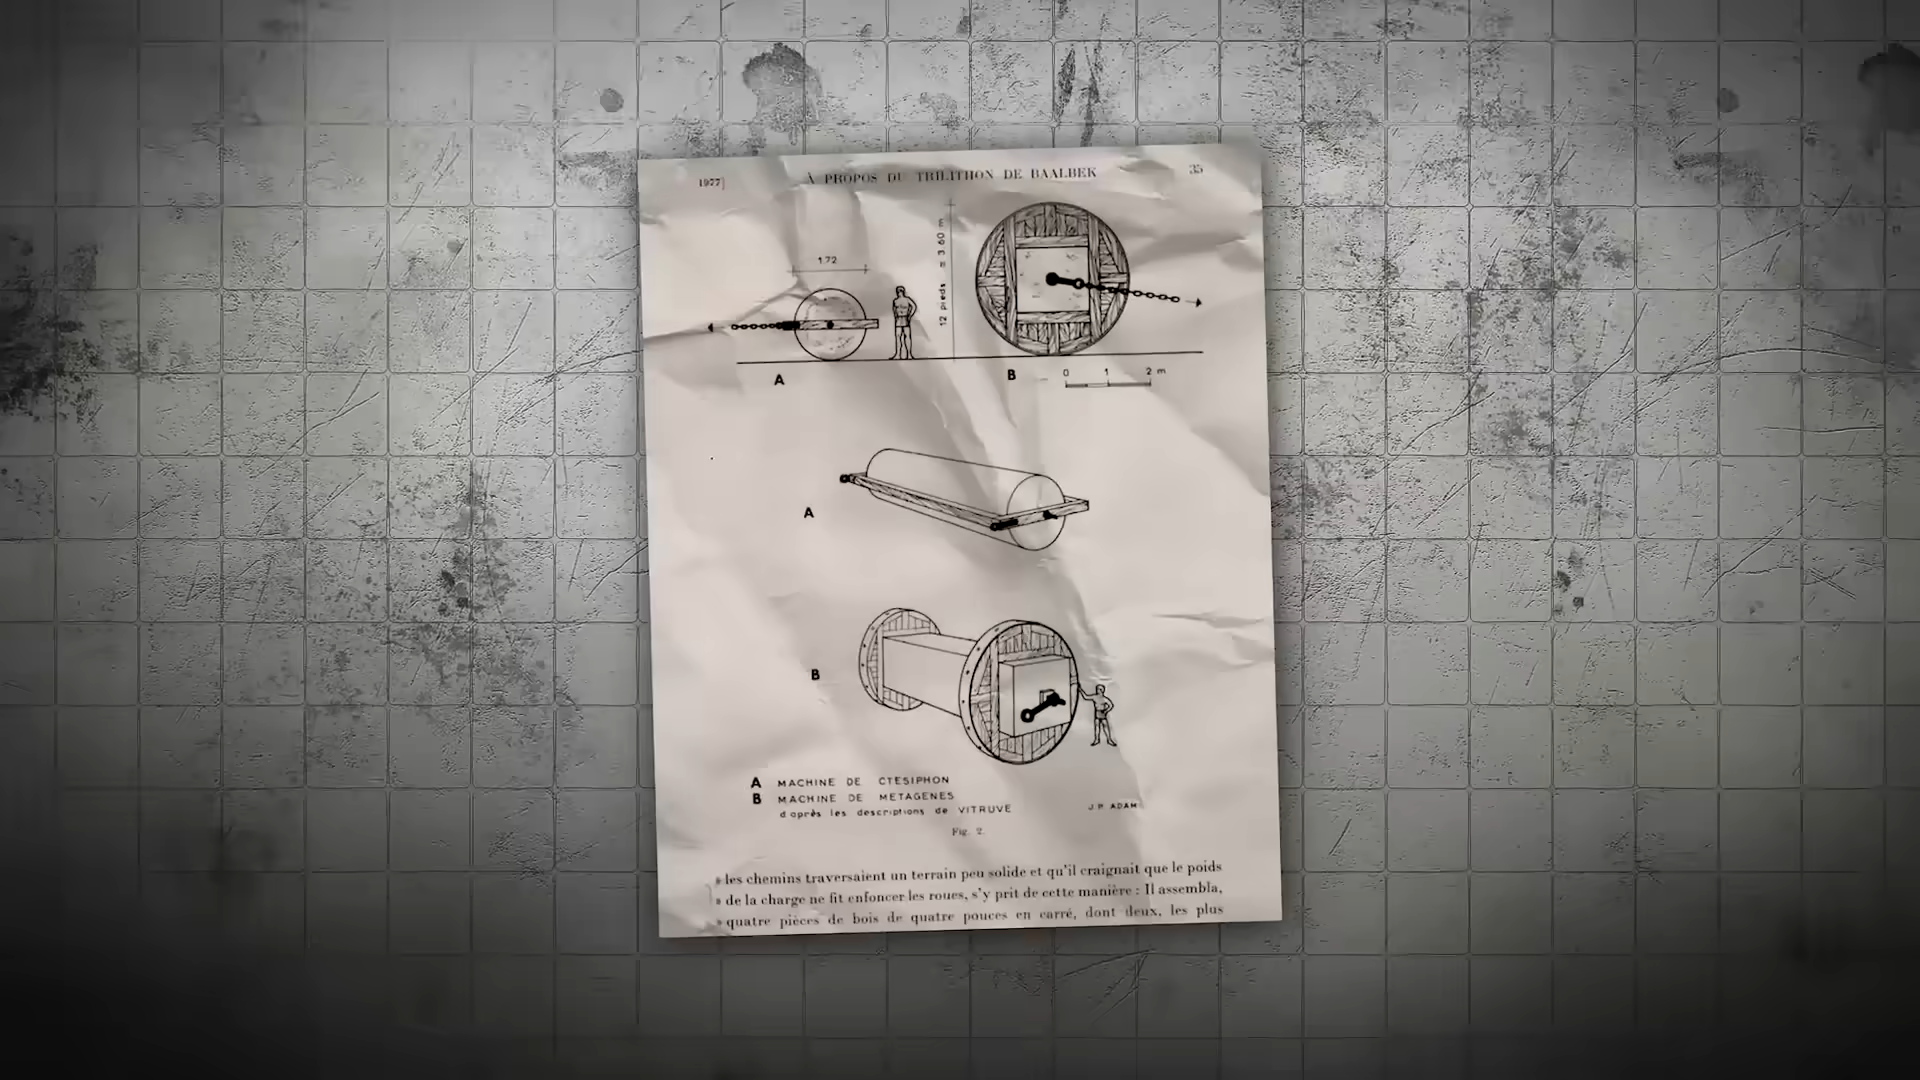 1977]
À PROPOS DU TRILITHON DE BAALBEK
35
1.72
12 pieds = 3.60 m
A
B
0 1 2 m
A
B
A MACHINE DE CTESIPHON
B MACHINE DE METAGENES
d'après les descriptions de VITRUVE
J.P. ADAM
Fig. 2.
» les chemins traversaient un terrain peu solide et qu'il craignait que le poids
» de la charge ne fit enfoncer les roues, s'y prit de cette manière : Il assembla,
» quatre pièces de bois de quatre pouces en carré, dont deux, les plus